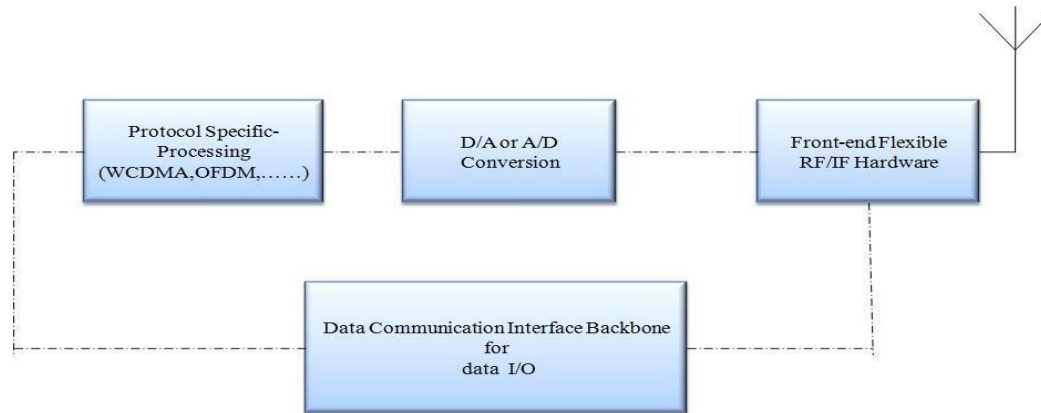 Protocol Specific-
Processing
(WCDMA,OFDM,......)
D/A or A/D
Conversion
Front-end Flexible
RF/IF Hardware
Data Communication Interface Backbone
for
data I/O